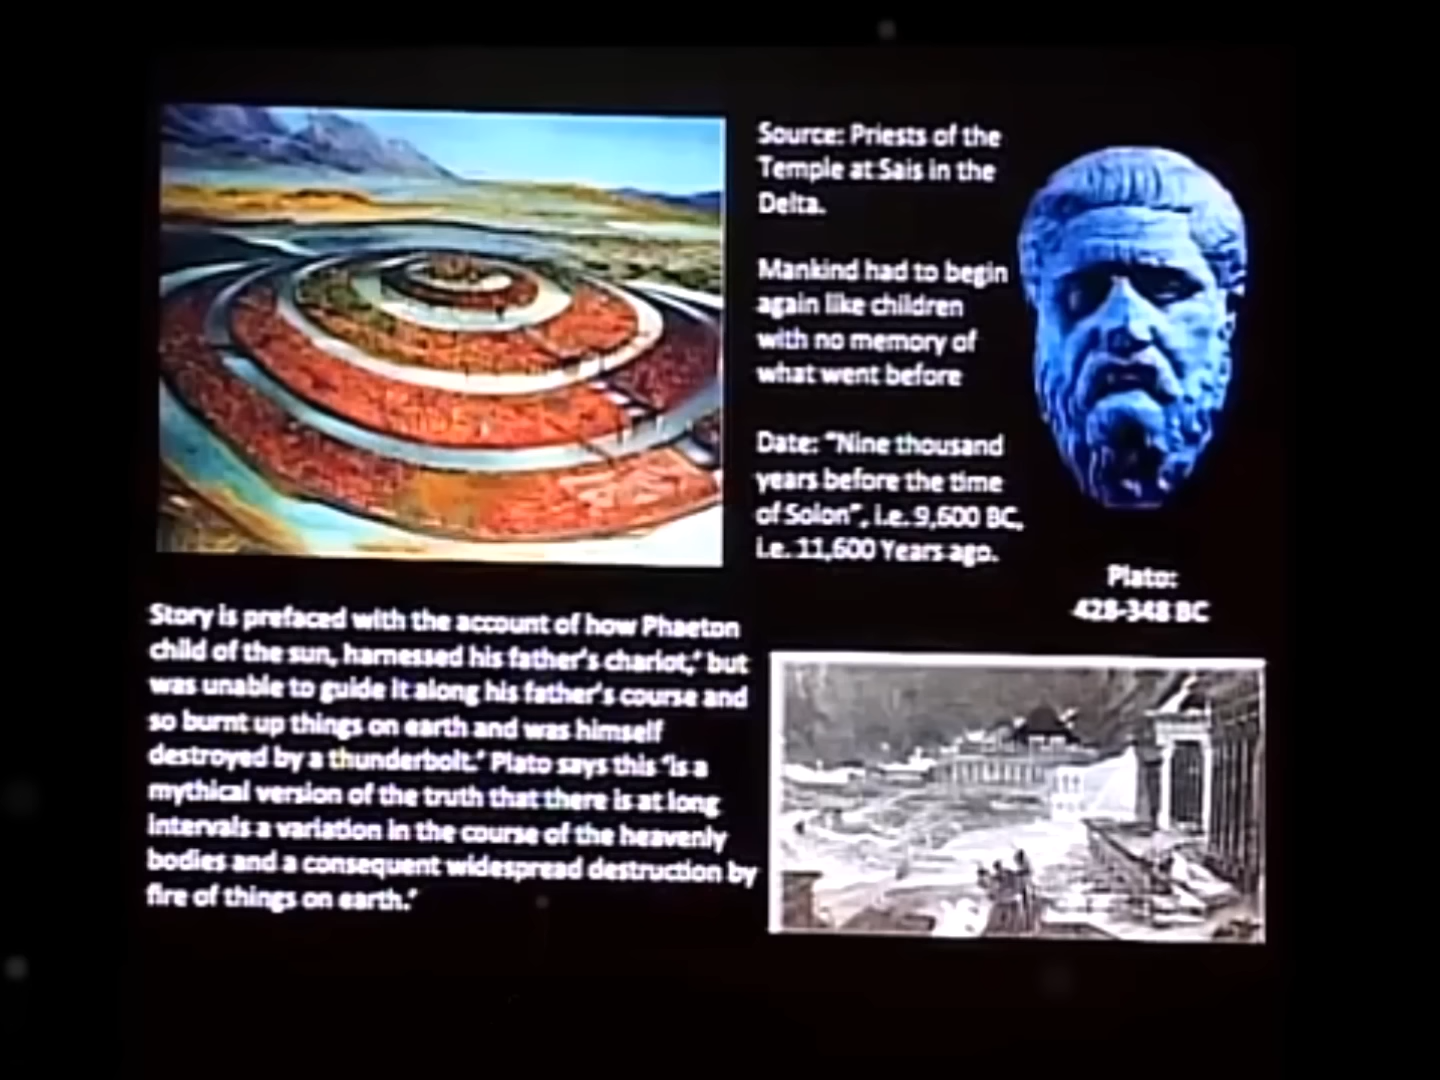 Source: Priests of the
Temple at Sais in the
Delta.
Mankind had to begin
again like children
with no memory of
what went before
Date: "Nine thousand
years before the time
of Solon", i.e. 9,600 BC,
i.e. 11,600 Years ago.
Plato:
428-348 BC
Story is prefaced with the account of how Phaeton
child of the sun, harnessed his father's chariot,' but
was unable to guide it along his father's course and
so burnt up things on earth and was himself
destroyed by a thunderbolt.' Plato says this 'is a
mythical version of the truth that there is at long
intervals a variation in the course of the heavenly
bodies and a consequent widespread destruction by
fire of things on earth.'